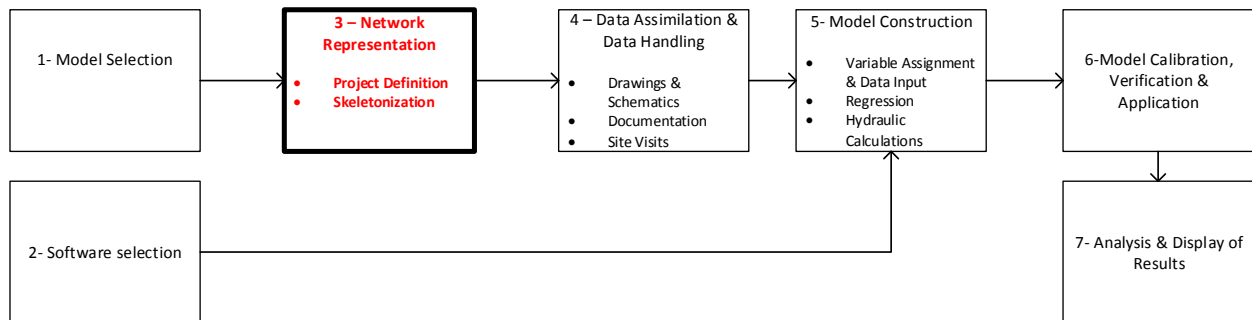 1- Model Selection
3 – Network
Representation
• Project Definition
• Skeletonization
4 – Data Assimilation &
Data Handling
• Drawings &
Schematics
• Documentation
• Site Visits
5- Model Construction
• Variable Assignment
& Data Input
• Regression
• Hydraulic
Calculations
6-Model Calibration,
Verification &
Application
2- Software selection
7- Analysis & Display of
Results